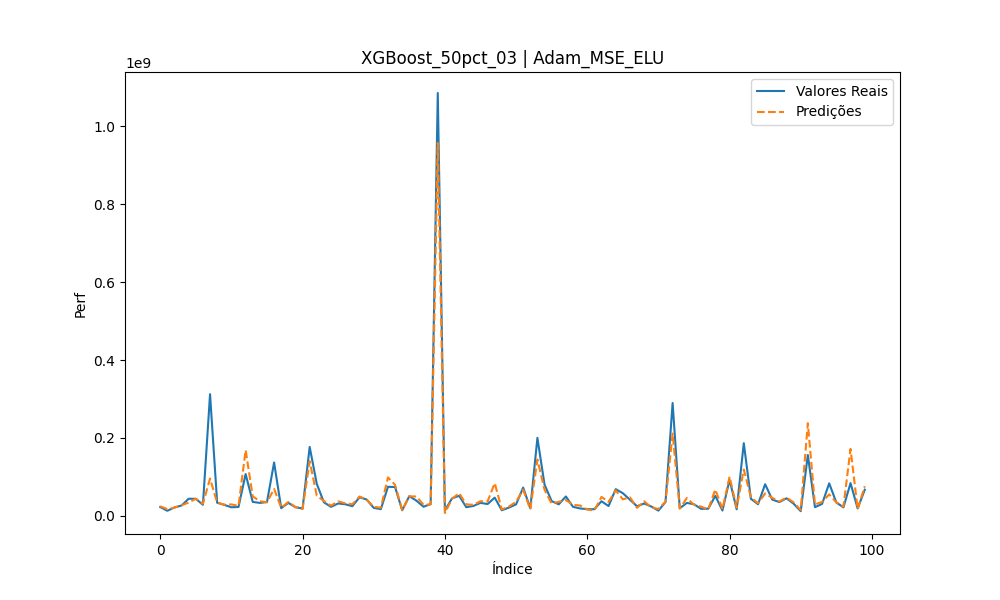 XGBoost_50pct_03 | Adam_MSE_ELU
1e9
Valores Reais
Predições
1.0
0.8
0.6
0.4
0.2
0.0
Perf
0
20
40
60
80
100
Índice